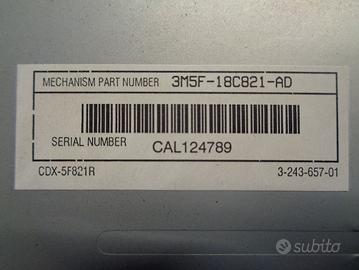 MECHANISM PART NUMBER 3M5F-18C821-AD
SERIAL NUMBER CAL124789
CDX-5F821R 3-243-657-01
subito